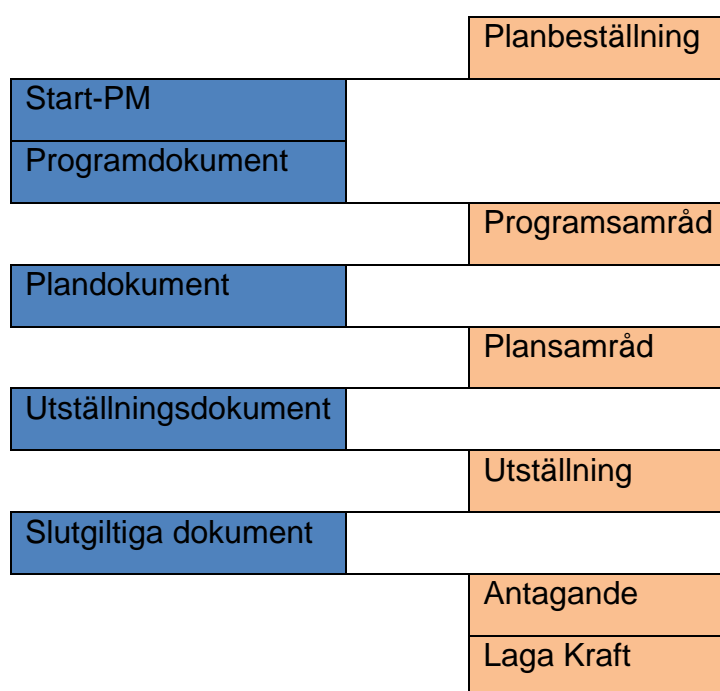 Planbeställning
Start-PM
Programdokument
Programsamråd
Plandokument
Plansamråd
Utställningsdokument
Utställning
Slutgiltiga dokument
Antagande
Laga Kraft